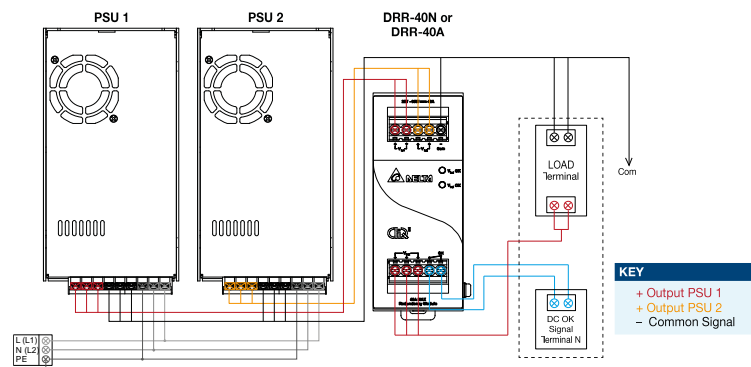 PSU 1
PSU 2
DRR-40N or
DRR-40A
DELTA
LOAD
Terminal
Com
KEY
+ Output PSU 1
+ Output PSU 2
– Common Signal
DC OK
Signal
Terminal N
L (L1)
N (L2)
PE